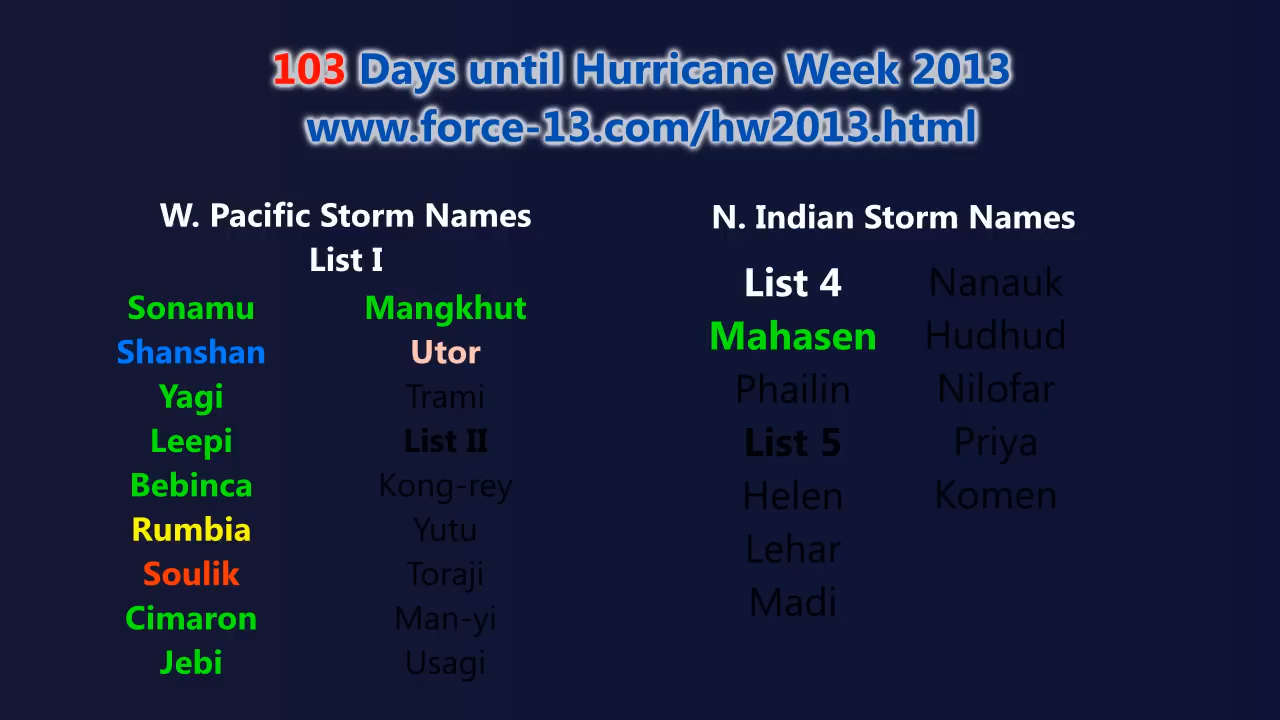 103 Days until Hurricane Week 2013
www.force-13.com/hw2013.html
W. Pacific Storm Names
List I
Sonamu
Shanshan
Yagi
Leepi
Bebinca
Rumbia
Soulik
Cimaron
Jebi
Mangkhut
Utor
Trami
List II
Kong-rey
Yutu
Toraji
Man-yi
Usagi
N. Indian Storm Names
List 4
Mahasen
Phailin
List 5
Helen
Lehar
Madi
Nanauk
Hudhud
Nilofar
Priya
Komen